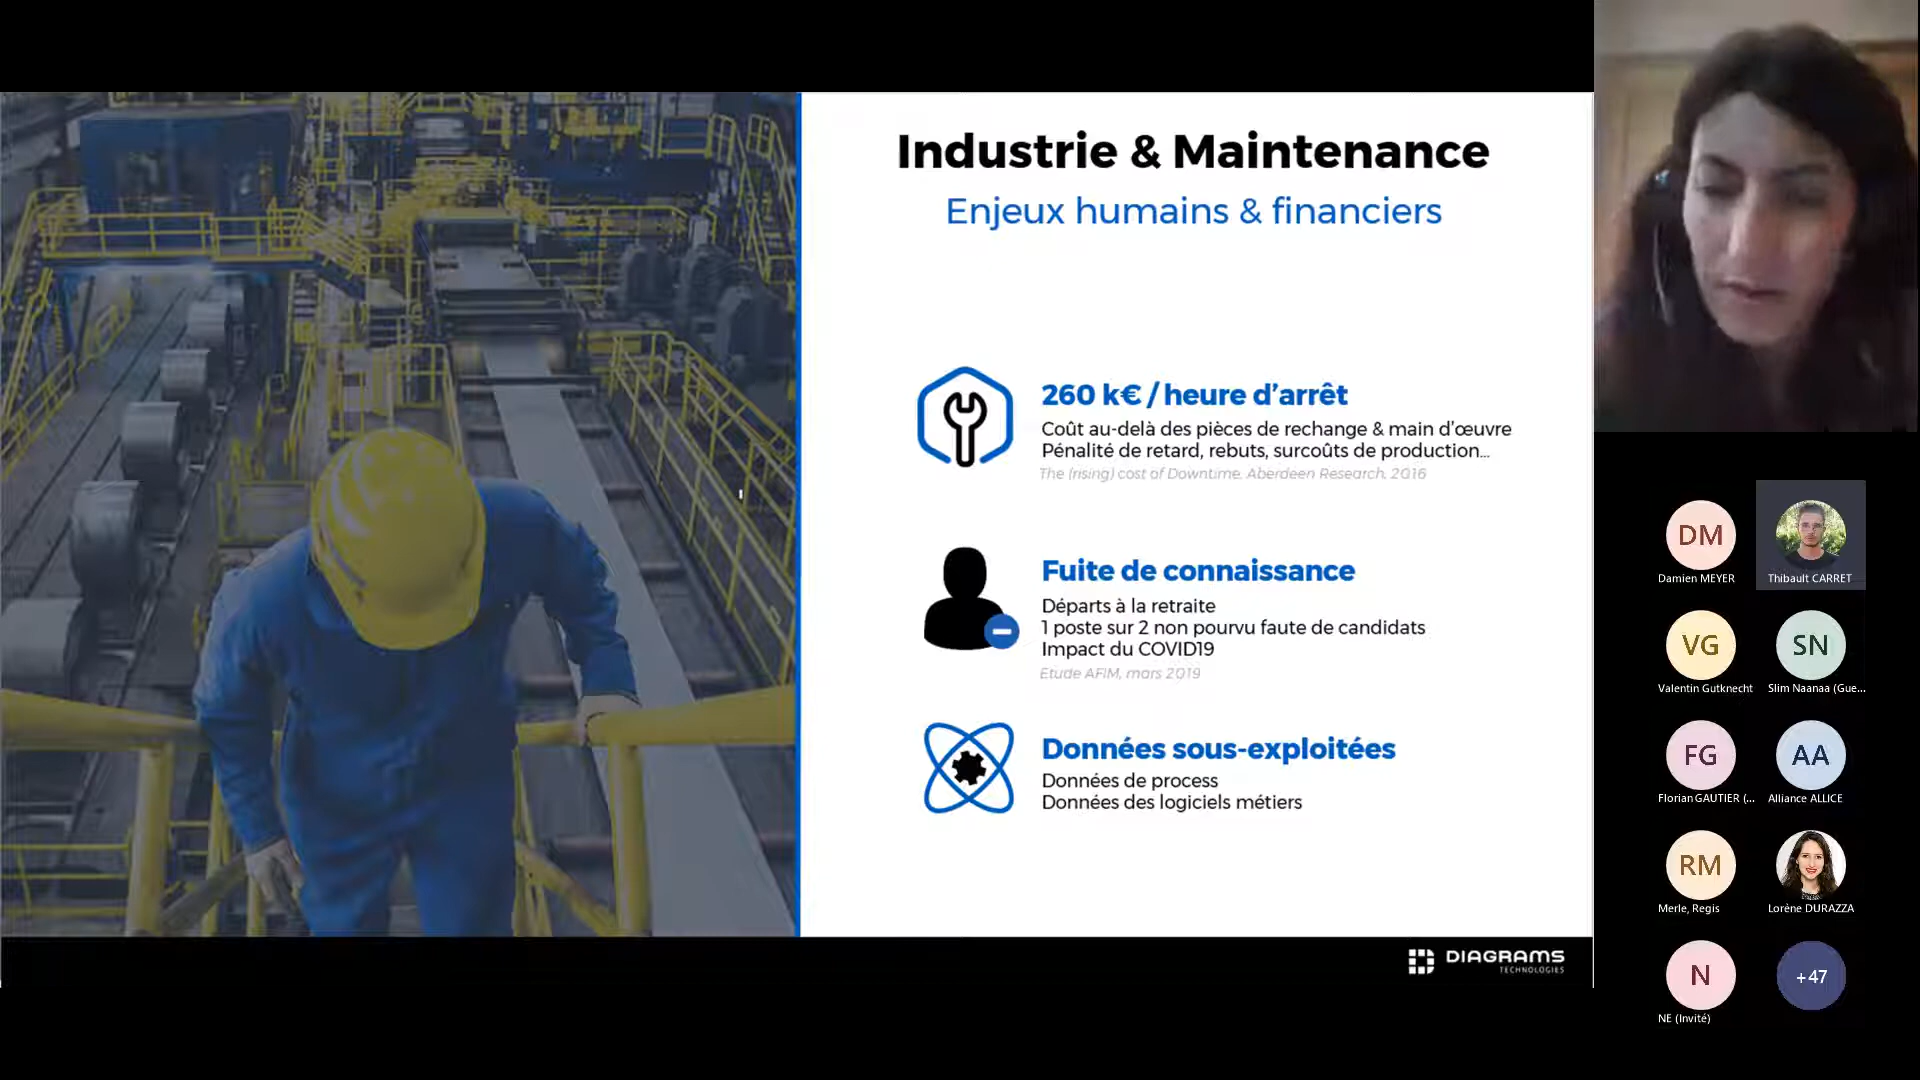 Industrie & Maintenance
Enjeux humains & financiers
260 k€ / heure d'arrêt
Coût au-delà des pièces de rechange & main d'œuvre
Pénalité de retard, rebuts, surcoûts de production...
The (rising) cost of Downtime, Aberdeen Research, 2016
Fuite de connaissance
Départs à la retraite
1 poste sur 2 non pourvu faute de candidats
Impact du COVID19
Etude AFIM, mars 2019
Données sous-exploitées
Données de process
Données des logiciels métiers
DIAGRAMS
TECHNOLOGIES
DM
Damien MEYER
Thibault CARRET
VG
Valentin Gutknecht
SN
Slim Naanaa (Gue...
FG
Florian GAUTIER (...
AA
Alliance ALLICE
RM
Merle, Regis
Lorène DURAZZA
N
NE (Invité)
+47